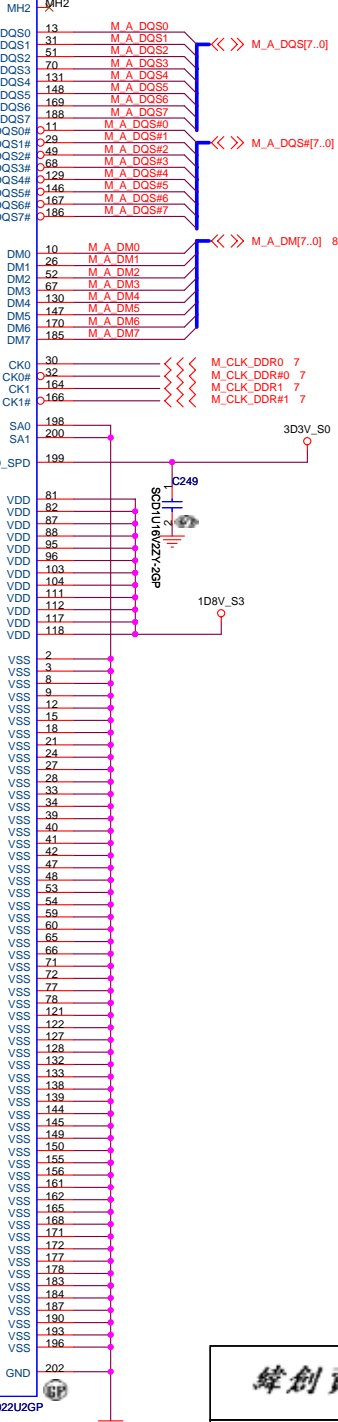 MH2 MH2
DQS0 13 M_A_DQS0
DQS1 31 M_A_DQS1
DQS2 51 M_A_DQS2
DQS3 70 M_A_DQS3
DQS4 131 M_A_DQS4
DQS5 148 M_A_DQS5
DQS6 169 M_A_DQS6
DQS7 188 M_A_DQS7
M_A_DQS[7..0]
DQS0# 11 M_A_DQS#0
DQS1# 29 M_A_DQS#1
DQS2# 49 M_A_DQS#2
DQS3# 68 M_A_DQS#3
DQS4# 129 M_A_DQS#4
DQS5# 146 M_A_DQS#5
DQS6# 167 M_A_DQS#6
DQS7# 186 M_A_DQS#7
M_A_DQS#[7..0]
DM0 10 M_A_DM0
DM1 26 M_A_DM1
DM2 52 M_A_DM2
DM3 67 M_A_DM3
DM4 130 M_A_DM4
DM5 147 M_A_DM5
DM6 170 M_A_DM6
DM7 185 M_A_DM7
M_A_DM[7..0] 8
CK0 30 M_CLK_DDR0 7
CK0# 32 M_CLK_DDR#0 7
CK1 164 M_CLK_DDR1 7
CK1# 166 M_CLK_DDR#1 7
SA0 198
SA1 200
3D3V_S0
_SPD 199
C249
1
2
SCD1U16V2ZY-2GP
VDD 81
VDD 82
VDD 87
VDD 88
VDD 95
VDD 96
VDD 103
VDD 104
VDD 111
VDD 112
VDD 117
VDD 118
1D8V_S3
VSS 2
VSS 3
VSS 8
VSS 9
VSS 12
VSS 15
VSS 18
VSS 21
VSS 24
VSS 27
VSS 28
VSS 33
VSS 34
VSS 39
VSS 40
VSS 41
VSS 42
VSS 47
VSS 48
VSS 53
VSS 54
VSS 59
VSS 60
VSS 65
VSS 66
VSS 71
VSS 72
VSS 77
VSS 78
VSS 121
VSS 122
VSS 127
VSS 128
VSS 132
VSS 133
VSS 138
VSS 139
VSS 144
VSS 145
VSS 149
VSS 150
VSS 155
VSS 156
VSS 161
VSS 162
VSS 165
VSS 168
VSS 171
VSS 172
VSS 177
VSS 178
VSS 183
VSS 184
VSS 187
VSS 190
VSS 193
VSS 196
GND 202
GP
022U2GP
緯創